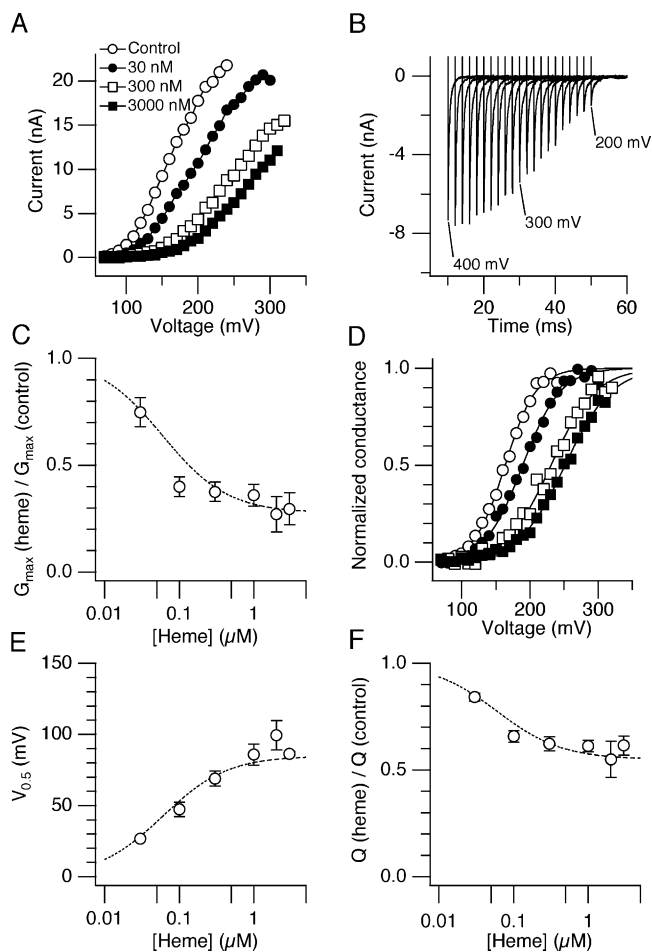 A
Control
30 nM
300 nM
3000 nM
20
15
10
5
0
Current (nA)
100
200
300
Voltage (mV)
B
0
-4
-8
Current (nA)
200 mV
300 mV
400 mV
20
40
60
Time (ms)
C
1.0
0.5
0.0
Gmax (heme) / Gmax (control)
0.01
0.1
1
[Heme] (µM)
D
1.0
0.5
0.0
Normalized conductance
100
200
300
Voltage (mV)
E
150
100
50
0
V0.5 (mV)
0.01
0.1
1
[Heme] (µM)
F
1.0
0.5
0.0
Q (heme) / Q (control)
0.01
0.1
1
[Heme] (µM)